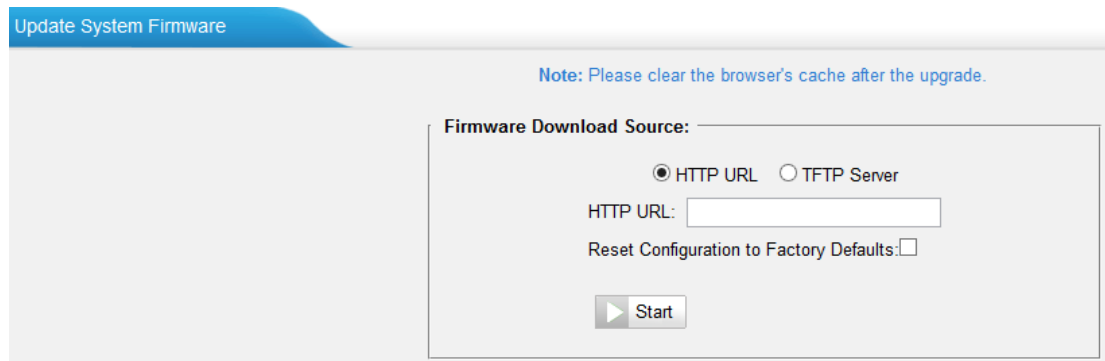 Update System Firmware
Note: Please clear the browser's cache after the upgrade.
Firmware Download Source:
HTTP URL TFTP Server
HTTP URL:
Reset Configuration to Factory Defaults:
Start